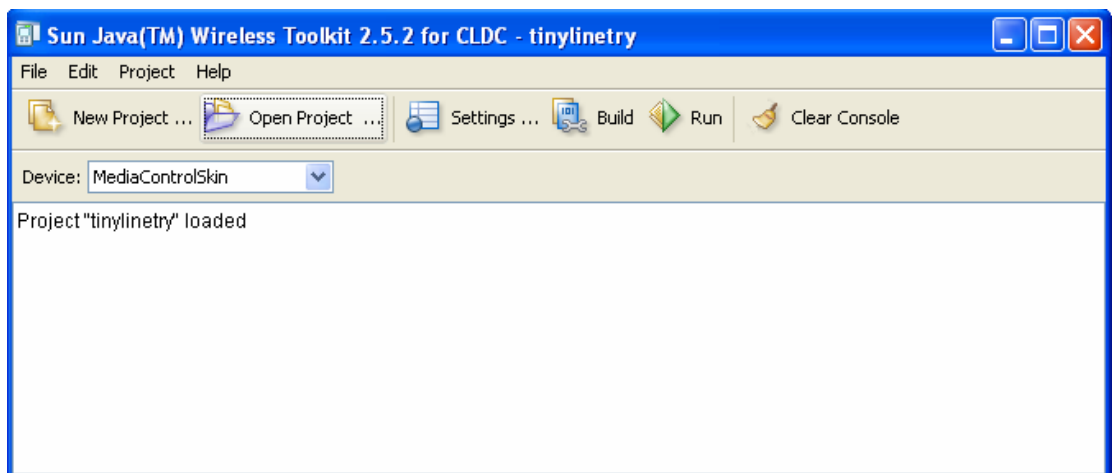 Sun Java(TM) Wireless Toolkit 2.5.2 for CLDC - tinylinetry
File Edit Project Help
New Project ... Open Project ... Settings ... Build Run Clear Console
Device: MediaControlSkin
Project "tinylinetry" loaded